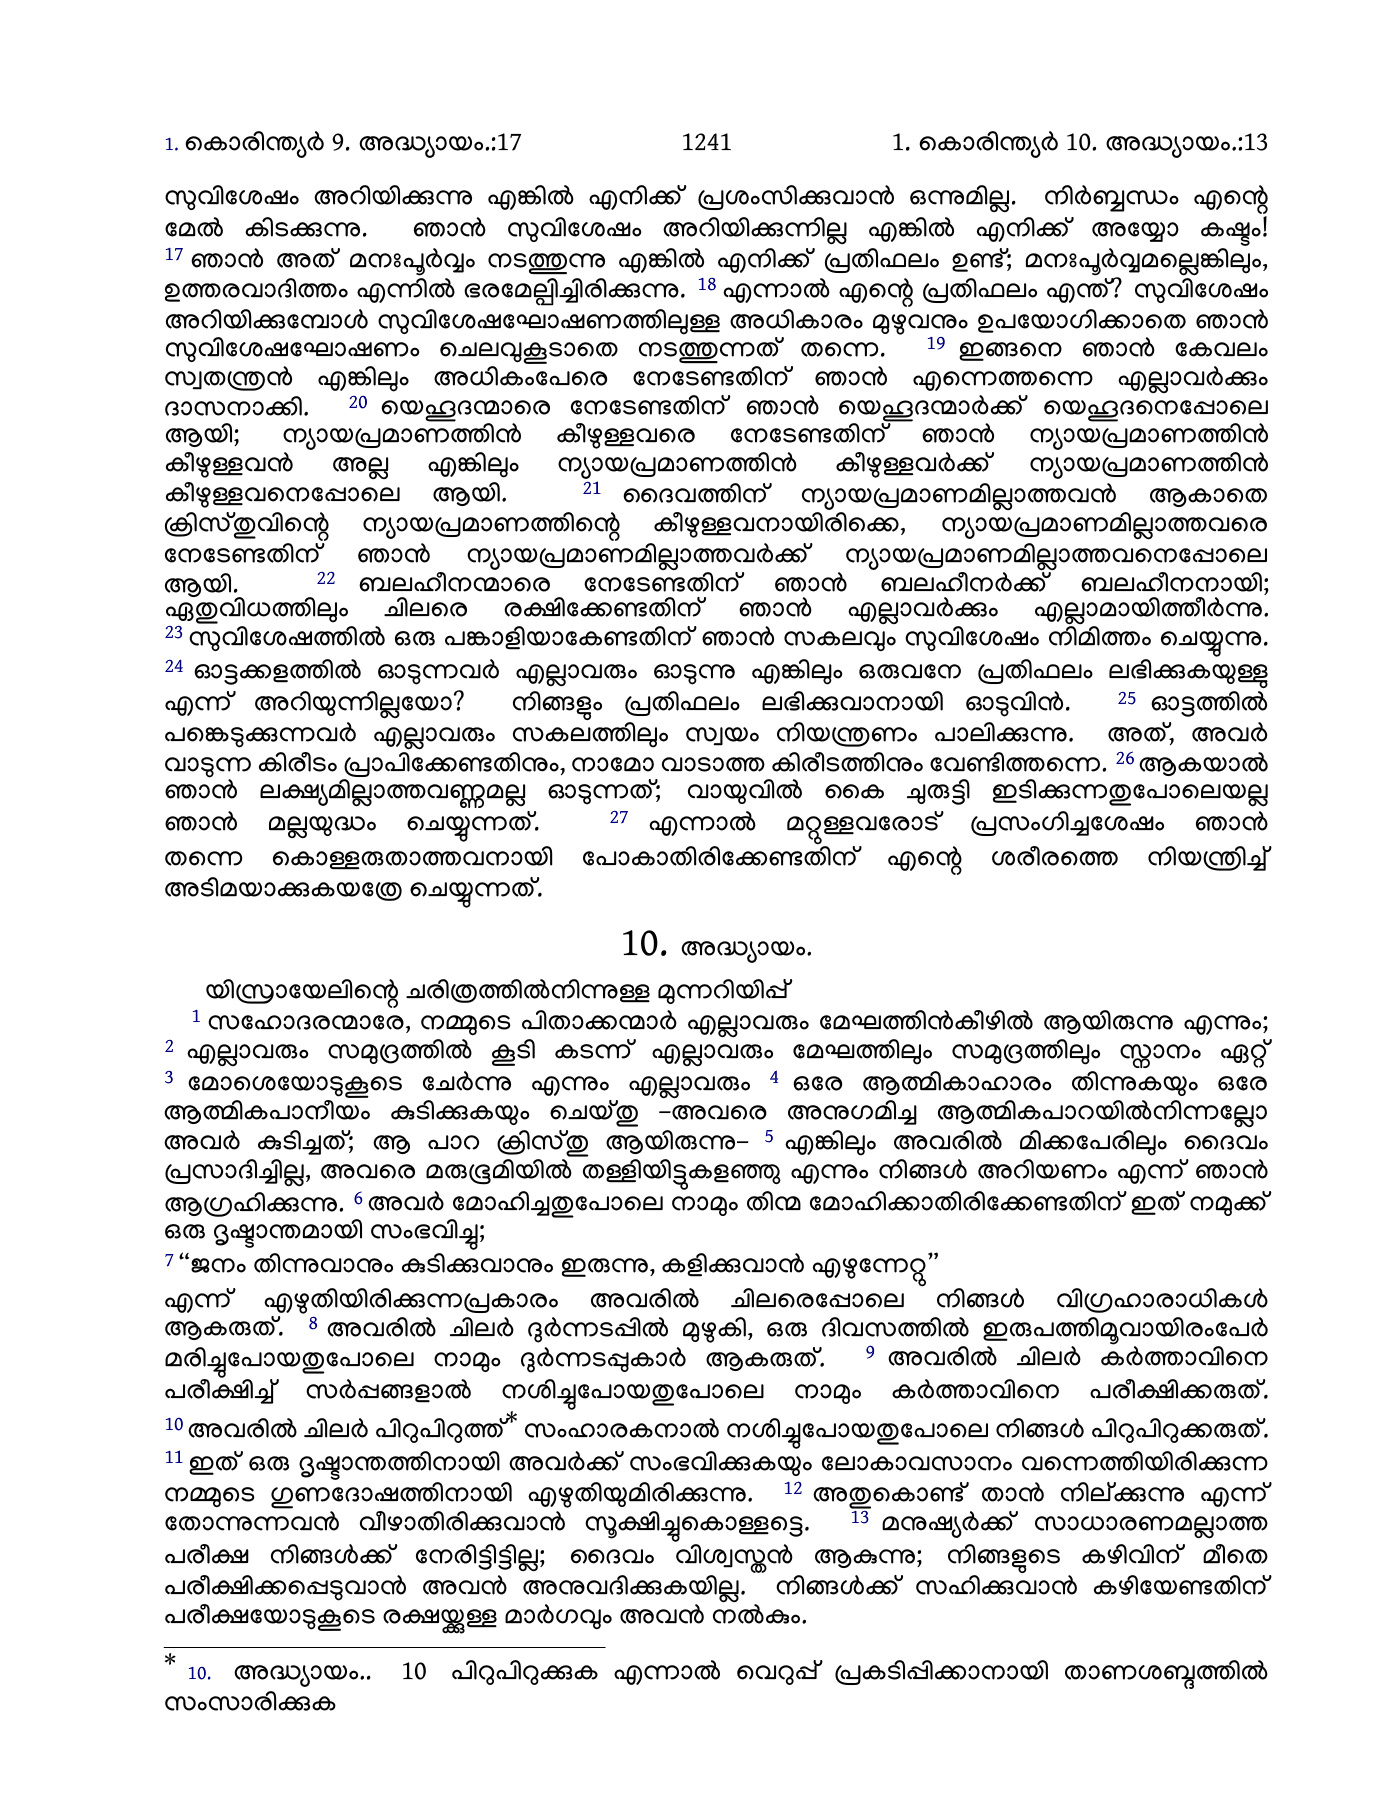 1. കൊരിന്ത്യർ 9. അദ്ധ്യായം.:17 1241 1. കൊരിന്ത്യർ 10. അദ്ധ്യായം.:13
സുവിശേഷം അറിയിക്കുന്നു എങ്കിൽ എനിക്ക് പ്രശംസിക്കുവാൻ ഒന്നുമില്ല. നിർബ്ബന്ധം എന്റെ
മേൽ കിടക്കുന്നു. ഞാൻ സുവിശേഷം അറിയിക്കുന്നില്ല എങ്കിൽ എനിക്ക് അയ്യോ കഷ്ടം!
17 ഞാൻ അത് മനഃപൂർവ്വം നടത്തുന്നു എങ്കിൽ എനിക്ക് പ്രതിഫലം ഉണ്ട്; മനഃപൂർവ്വമല്ലെങ്കിലും,
ഉത്തരവാദിത്തം എന്നിൽ ഭരമേല്പിച്ചിരിക്കുന്നു. 18 എന്നാൽ എന്റെ പ്രതിഫലം എന്ത്? സുവിശേഷം
അറിയിക്കുമ്പോൾ സുവിശേഷഘോഷണത്തിലുള്ള അധികാരം മുഴുവനും ഉപയോഗിക്കാതെ ഞാൻ
സുവിശേഷഘോഷണം ചെലവുകൂടാതെ നടത്തുന്നത് തന്നെ. 19 ഇങ്ങനെ ഞാൻ കേവലം
സ്വതന്ത്രൻ എങ്കിലും അധികംപേരെ നേടേണ്ടതിന് ഞാൻ എന്നെത്തന്നെ എല്ലാവർക്കും
ദാസനാക്കി. 20 യെഹൂദന്മാരെ നേടേണ്ടതിന് ഞാൻ യെഹൂദന്മാർക്ക് യെഹൂദനെപ്പോലെ
ആയി; ന്യായപ്രമാണത്തിൻ കീഴുള്ളവരെ നേടേണ്ടതിന് ഞാൻ ന്യായപ്രമാണത്തിൻ
കീഴുള്ളവൻ അല്ല എങ്കിലും ന്യായപ്രമാണത്തിൻ കീഴുള്ളവർക്ക് ന്യായപ്രമാണത്തിൻ
കീഴുള്ളവനെപ്പോലെ ആയി. 21 ദൈവത്തിന് ന്യായപ്രമാണമില്ലാത്തവൻ ആകാതെ
ക്രിസ്തുവിന്റെ ന്യായപ്രമാണത്തിന്റെ കീഴുള്ളവനായിരിക്കെ, ന്യായപ്രമാണമില്ലാത്തവരെ
നേടേണ്ടതിന് ഞാൻ ന്യായപ്രമാണമില്ലാത്തവർക്ക് ന്യായപ്രമാണമില്ലാത്തവനെപ്പോലെ
ആയി. 22 ബലഹീനന്മാരെ നേടേണ്ടതിന് ഞാൻ ബലഹീനർക്ക് ബലഹീനനായി;
ഏതുവിധത്തിലും ചിലരെ രക്ഷിക്കേണ്ടതിന് ഞാൻ എല്ലാവർക്കും എല്ലാമായിത്തീർന്നു.
23 സുവിശേഷത്തിൽ ഒരു പങ്കാളിയാകേണ്ടതിന് ഞാൻ സകലവും സുവിശേഷം നിമിത്തം ചെയ്യുന്നു.
24 ഓട്ടക്കളത്തിൽ ഓടുന്നവർ എല്ലാവരും ഓടുന്നു എങ്കിലും ഒരുവനേ പ്രതിഫലം ലഭിക്കുകയുള്ളു
എന്ന് അറിയുന്നില്ലയോ? നിങ്ങളും പ്രതിഫലം ലഭിക്കുവാനായി ഓടുവിൻ. 25 ഓട്ടത്തിൽ
പങ്കെടുക്കുന്നവർ എല്ലാവരും സകലത്തിലും സ്വയം നിയന്ത്രണം പാലിക്കുന്നു. അത്, അവർ
വാടുന്ന കിരീടം പ്രാപിക്കേണ്ടതിനും, നാമോ വാടാത്ത കിരീടത്തിനും വേണ്ടിത്തന്നെ. 26 ആകയാൽ
ഞാൻ ലക്ഷ്യമില്ലാത്തവണ്ണമല്ല ഓടുന്നത്; വായുവിൽ കൈ ചുരുട്ടി ഇടിക്കുന്നതുപോലെയല്ല
ഞാൻ മല്ലയുദ്ധം ചെയ്യുന്നത്. 27 എന്നാൽ മറ്റുള്ളവരോട് പ്രസംഗിച്ചശേഷം ഞാൻ
തന്നെ കൊള്ളരുതാത്തവനായി പോകാതിരിക്കേണ്ടതിന് എന്റെ ശരീരത്തെ നിയന്ത്രിച്ച്
അടിമയാക്കുകയത്രേ ചെയ്യുന്നത്.
10. അദ്ധ്യായം.
യിസ്രായേലിന്റെ ചരിത്രത്തിൽനിന്നുള്ള മുന്നറിയിപ്പ്
1 സഹോദരന്മാരേ, നമ്മുടെ പിതാക്കന്മാർ എല്ലാവരും മേഘത്തിൻകീഴിൽ ആയിരുന്നു എന്നും;
2 എല്ലാവരും സമുദ്രത്തിൽ കൂടി കടന്ന് എല്ലാവരും മേഘത്തിലും സമുദ്രത്തിലും സ്നാനം ഏറ്റ്
3 മോശെയോടുകൂടെ ചേർന്നു എന്നും എല്ലാവരും 4 ഒരേ ആത്മികാഹാരം തിന്നുകയും ഒരേ
ആത്മികപാനീയം കുടിക്കുകയും ചെയ്തു –അവരെ അനുഗമിച്ച ആത്മികപാറയിൽനിന്നല്ലോ
അവർ കുടിച്ചത്; ആ പാറ ക്രിസ്തു ആയിരുന്നു– 5 എങ്കിലും അവരിൽ മിക്കപേരിലും ദൈവം
പ്രസാദിച്ചില്ല, അവരെ മരുഭൂമിയിൽ തള്ളിയിട്ടുകളഞ്ഞു എന്നും നിങ്ങൾ അറിയണം എന്ന് ഞാൻ
ആഗ്രഹിക്കുന്നു. 6 അവർ മോഹിച്ചതുപോലെ നാമും തിന്മ മോഹിക്കാതിരിക്കേണ്ടതിന് ഇത് നമുക്ക്
ഒരു ദൃഷ്ടാന്തമായി സംഭവിച്ചു;
7 “ജനം തിന്നുവാനും കുടിക്കുവാനും ഇരുന്നു, കളിക്കുവാൻ എഴുന്നേറ്റു”
എന്ന് എഴുതിയിരിക്കുന്നപ്രകാരം അവരിൽ ചിലരെപ്പോലെ നിങ്ങൾ വിഗ്രഹാരാധികൾ
ആകരുത്. 8 അവരിൽ ചിലർ ദുർന്നടപ്പിൽ മുഴുകി, ഒരു ദിവസത്തിൽ ഇരുപത്തിമൂവായിരംപേർ
മരിച്ചുപോയതുപോലെ നാമും ദുർന്നടപ്പുകാർ ആകരുത്. 9 അവരിൽ ചിലർ കർത്താവിനെ
പരീക്ഷിച്ച് സർപ്പങ്ങളാൽ നശിച്ചുപോയതുപോലെ നാമും കർത്താവിനെ പരീക്ഷിക്കരുത്.
10 അവരിൽ ചിലർ പിറുപിറുത്ത്* സംഹാരകനാൽ നശിച്ചുപോയതുപോലെ നിങ്ങൾ പിറുപിറുക്കരുത്.
11 ഇത് ഒരു ദൃഷ്ടാന്തത്തിനായി അവർക്ക് സംഭവിക്കുകയും ലോകാവസാനം വന്നെത്തിയിരിക്കുന്ന
നമ്മുടെ ഗുണദോഷത്തിനായി എഴുതിയുമിരിക്കുന്നു. 12 അതുകൊണ്ട് താൻ നില്ക്കുന്നു എന്ന്
തോന്നുന്നവൻ വീഴാതിരിക്കുവാൻ സൂക്ഷിച്ചുകൊള്ളട്ടെ. 13 മനുഷ്യർക്ക് സാധാരണമല്ലാത്ത
പരീക്ഷ നിങ്ങൾക്ക് നേരിട്ടിട്ടില്ല; ദൈവം വിശ്വസ്തൻ ആകുന്നു; നിങ്ങളുടെ കഴിവിന് മീതെ
പരീക്ഷിക്കപ്പെടുവാൻ അവൻ അനുവദിക്കുകയില്ല. നിങ്ങൾക്ക് സഹിക്കുവാൻ കഴിയേണ്ടതിന്
പരീക്ഷയോടുകൂടെ രക്ഷയ്ക്കുള്ള മാർഗവും അവൻ നൽകും.
* 10. അദ്ധ്യായം.. 10 പിറുപിറുക്കുക എന്നാൽ വെറുപ്പ് പ്രകടിപ്പിക്കാനായി താണശബ്ദത്തിൽ
സംസാരിക്കുക